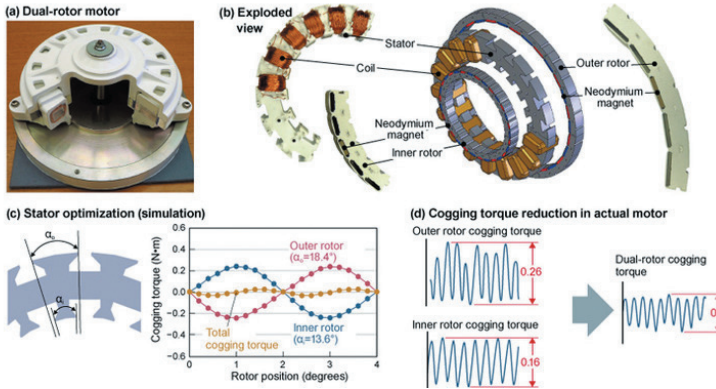 (a) Dual-rotor motor
(b) Exploded
view
Stator
Coil
Outer rotor
Neodymium
magnet
Neodymium
magnet
Inner rotor
(c) Stator optimization (simulation)
αo
αi
Cogging torque (N•m)
0.6
0.4
0.2
0.0
−0.2
−0.4
−0.6
Outer rotor
(αo=18.4°)
Total
cogging torque
Inner rotor
(αi=13.6°)
0 1 2 3 4
Rotor position (degrees)
(d) Cogging torque reduction in actual motor
Outer rotor cogging torque
0.26
Inner rotor cogging torque
0.16
Dual-rotor cogging
torque